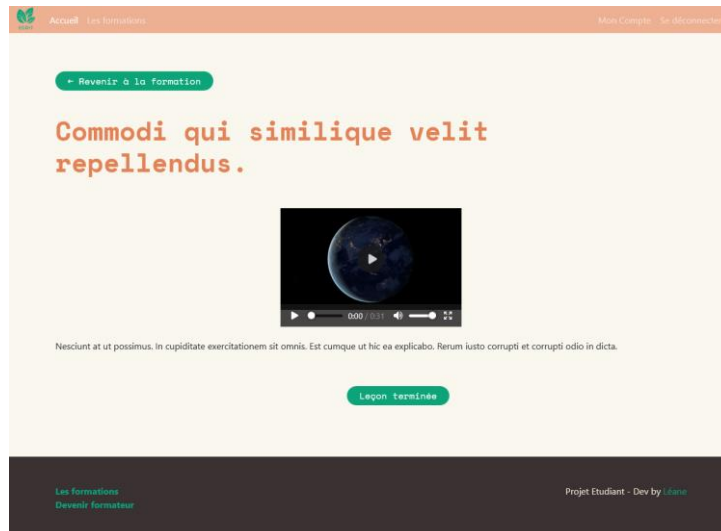 Accueil Les formations Mon Compte Se déconnecter
← Revenir à la formation
Commodi qui similique velit
repellendus.
0:00 / 0:31
Nesciunt at ut possimus. In cupiditate exercitationem sit omnis. Est cumque ut hic ea explicabo. Rerum iusto corrupti et corrupti odio in dicta.
Leçon terminée
Les formations Projet Etudiant - Dev by Léane
Devenir formateur